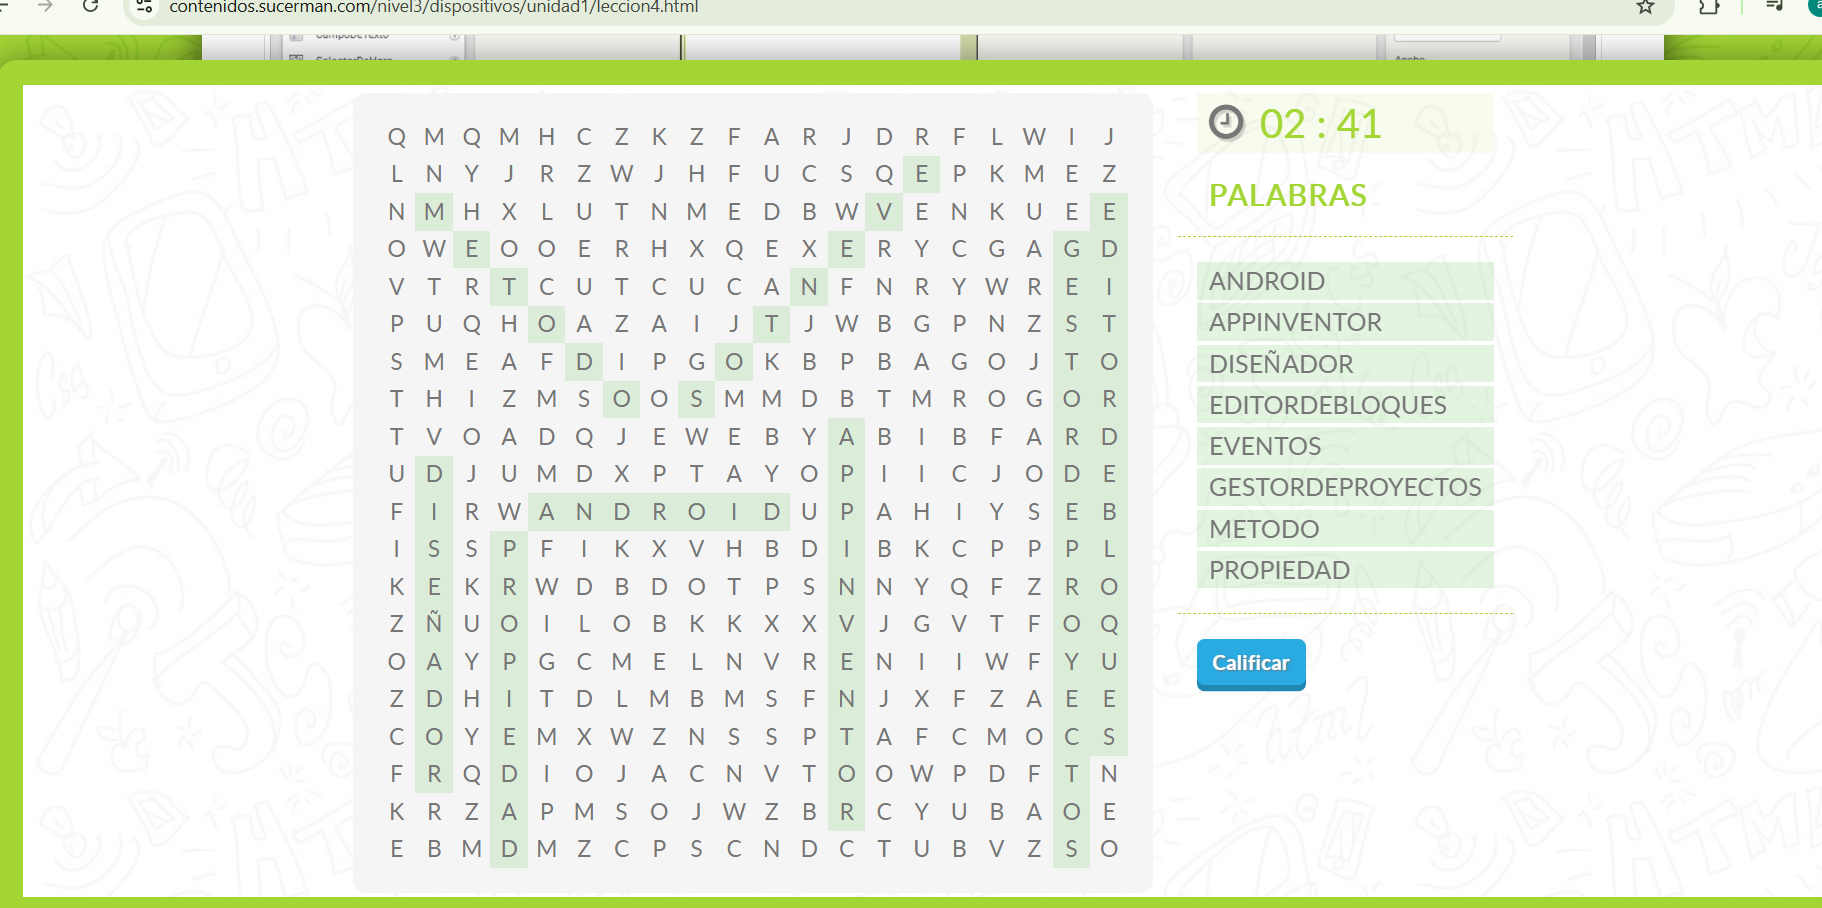 contenidos.sucerman.com/nivel3/dispositivos/unidad1/leccion4.html
Q M Q M H C Z K Z F A R J D R F L W I J
L N Y J R Z W J H F U C S Q E P K M E Z
N M H X L U T N M E D B W V E N K U E E
O W E O O E R H X Q E X E R Y C G A G D
V T R T C U T C U C A N F N R Y W R E I
P U Q H O A Z A I J T J W B G P N Z S T
S M E A F D I P G O K B P B A G O J T O
T H I Z M S O O S M M D B T M R O G O R
T V O A D Q J E W E B Y A B I B F A R D
U D J U M D X P T A Y O P I I C J O D E
F I R W A N D R O I D U P A H I Y S E B
I S S P F I K X V H B D I B K C P P P L
K E K R W D B D O T P S N N Y Q F Z R O
Z Ñ U O I L O B K K X X V J G V T F O Q
O A Y P G C M E L N V R E N I I W F Y U
Z D H I T D L M B M S F N J X F Z A E E
C O Y E M X W Z N S S P T A F C M O C S
F R Q D I O J A C N V T O O W P D F T N
K R Z A P M S O J W Z B R C Y U B A O E
E B M D M Z C P S C N D C T U B V Z S O
02 : 41
PALABRAS
ANDROID
APPINVENTOR
DISEÑADOR
EDITORDEBLOQUES
EVENTOS
GESTORDEPROYECTOS
METODO
PROPIEDAD
Calificar